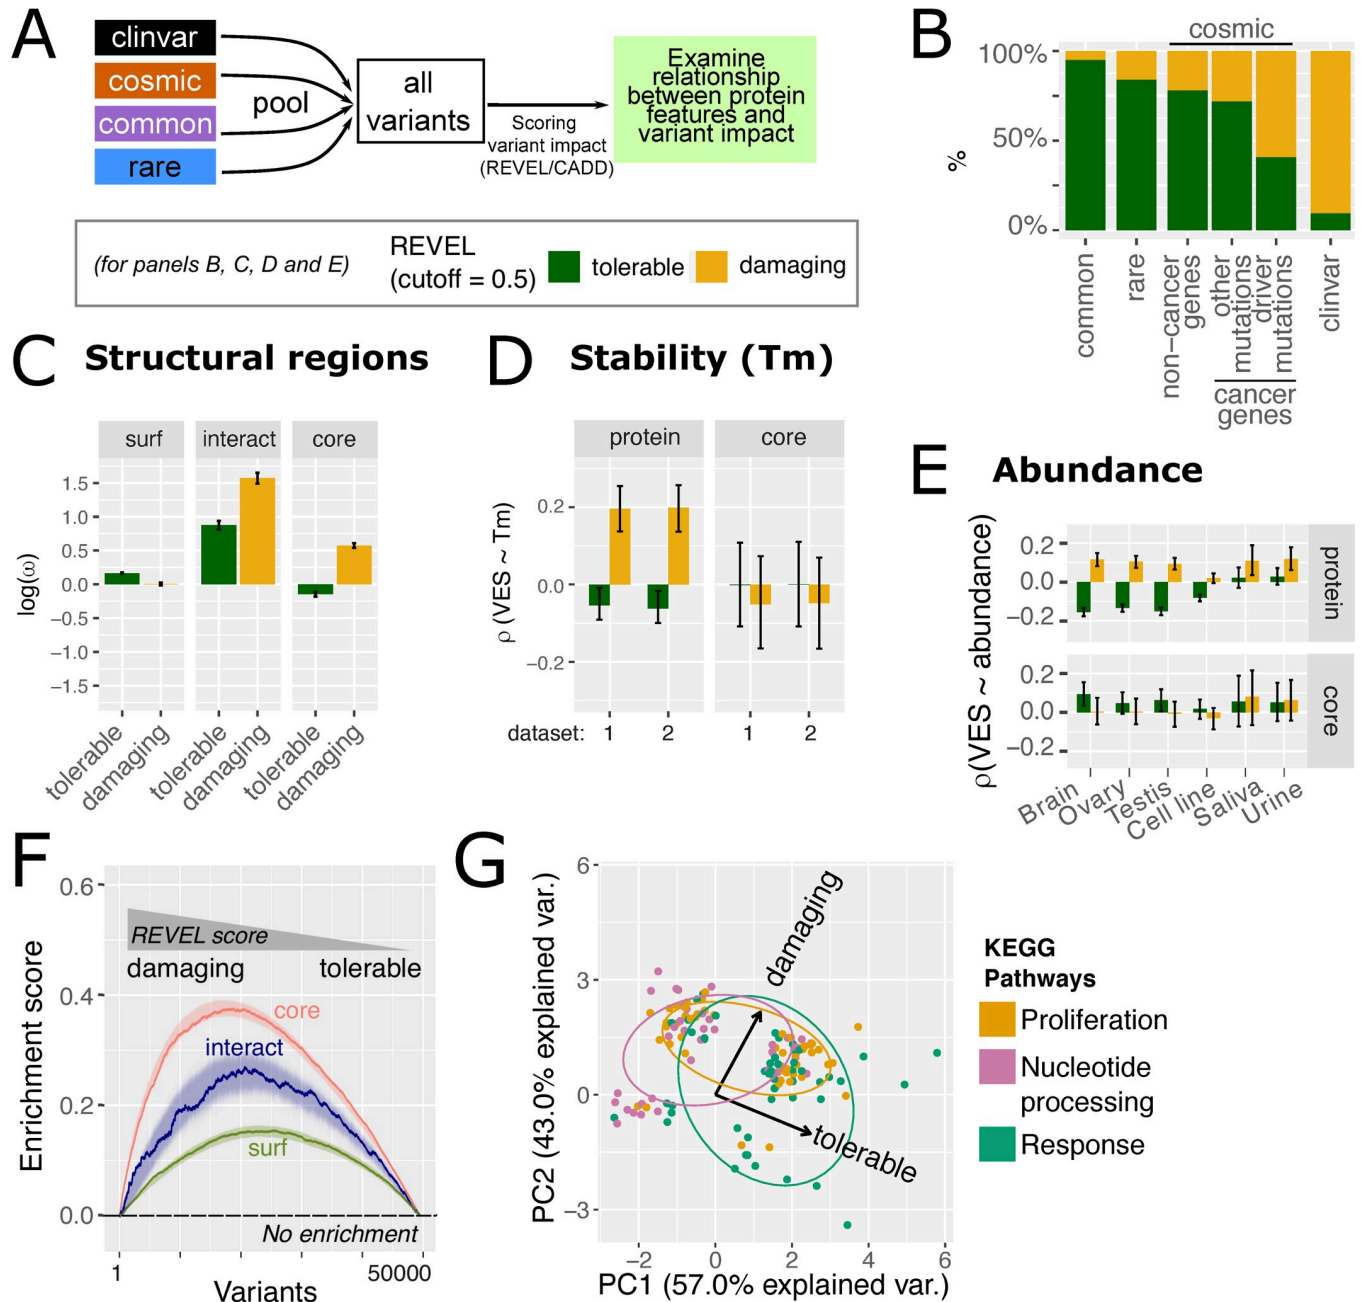 A
clinvar
cosmic
common
rare
pool
all
variants
Scoring
variant impact
(REVEL/CADD)
Examine
relationship
between protein
features and
variant impact
(for panels B, C, D and E)
REVEL
(cutoff = 0.5)
tolerable
damaging
B
cosmic
100%
50%
0%
%
common
rare
non−cancer
genes
other
mutations
driver
mutations
clinvar
cancer
genes
C
Structural regions
surf
interact
core
log(ω)
1.5
1.0
0.5
0.0
−0.5
−1.0
−1.5
tolerable
damaging
tolerable
damaging
tolerable
damaging
D
Stability (Tm)
protein
core
ρ (VES ~ Tm)
0.2
0.0
−0.2
dataset:
1
2
1
2
E
Abundance
ρ(VES ~ abundance)
0.2
0.0
−0.2
protein
0.2
0.0
−0.2
core
Brain
Ovary
Testis
Cell line
Saliva
Urine
F
Enrichment score
0.6
0.4
0.2
0.0
REVEL score
damaging
tolerable
core
interact
surf
No enrichment
1
50000
Variants
G
PC2 (43.0% explained var.)
6
3
0
−3
damaging
tolerable
−2
0
2
4
6
PC1 (57.0% explained var.)
KEGG
Pathways
Proliferation
Nucleotide
processing
Response